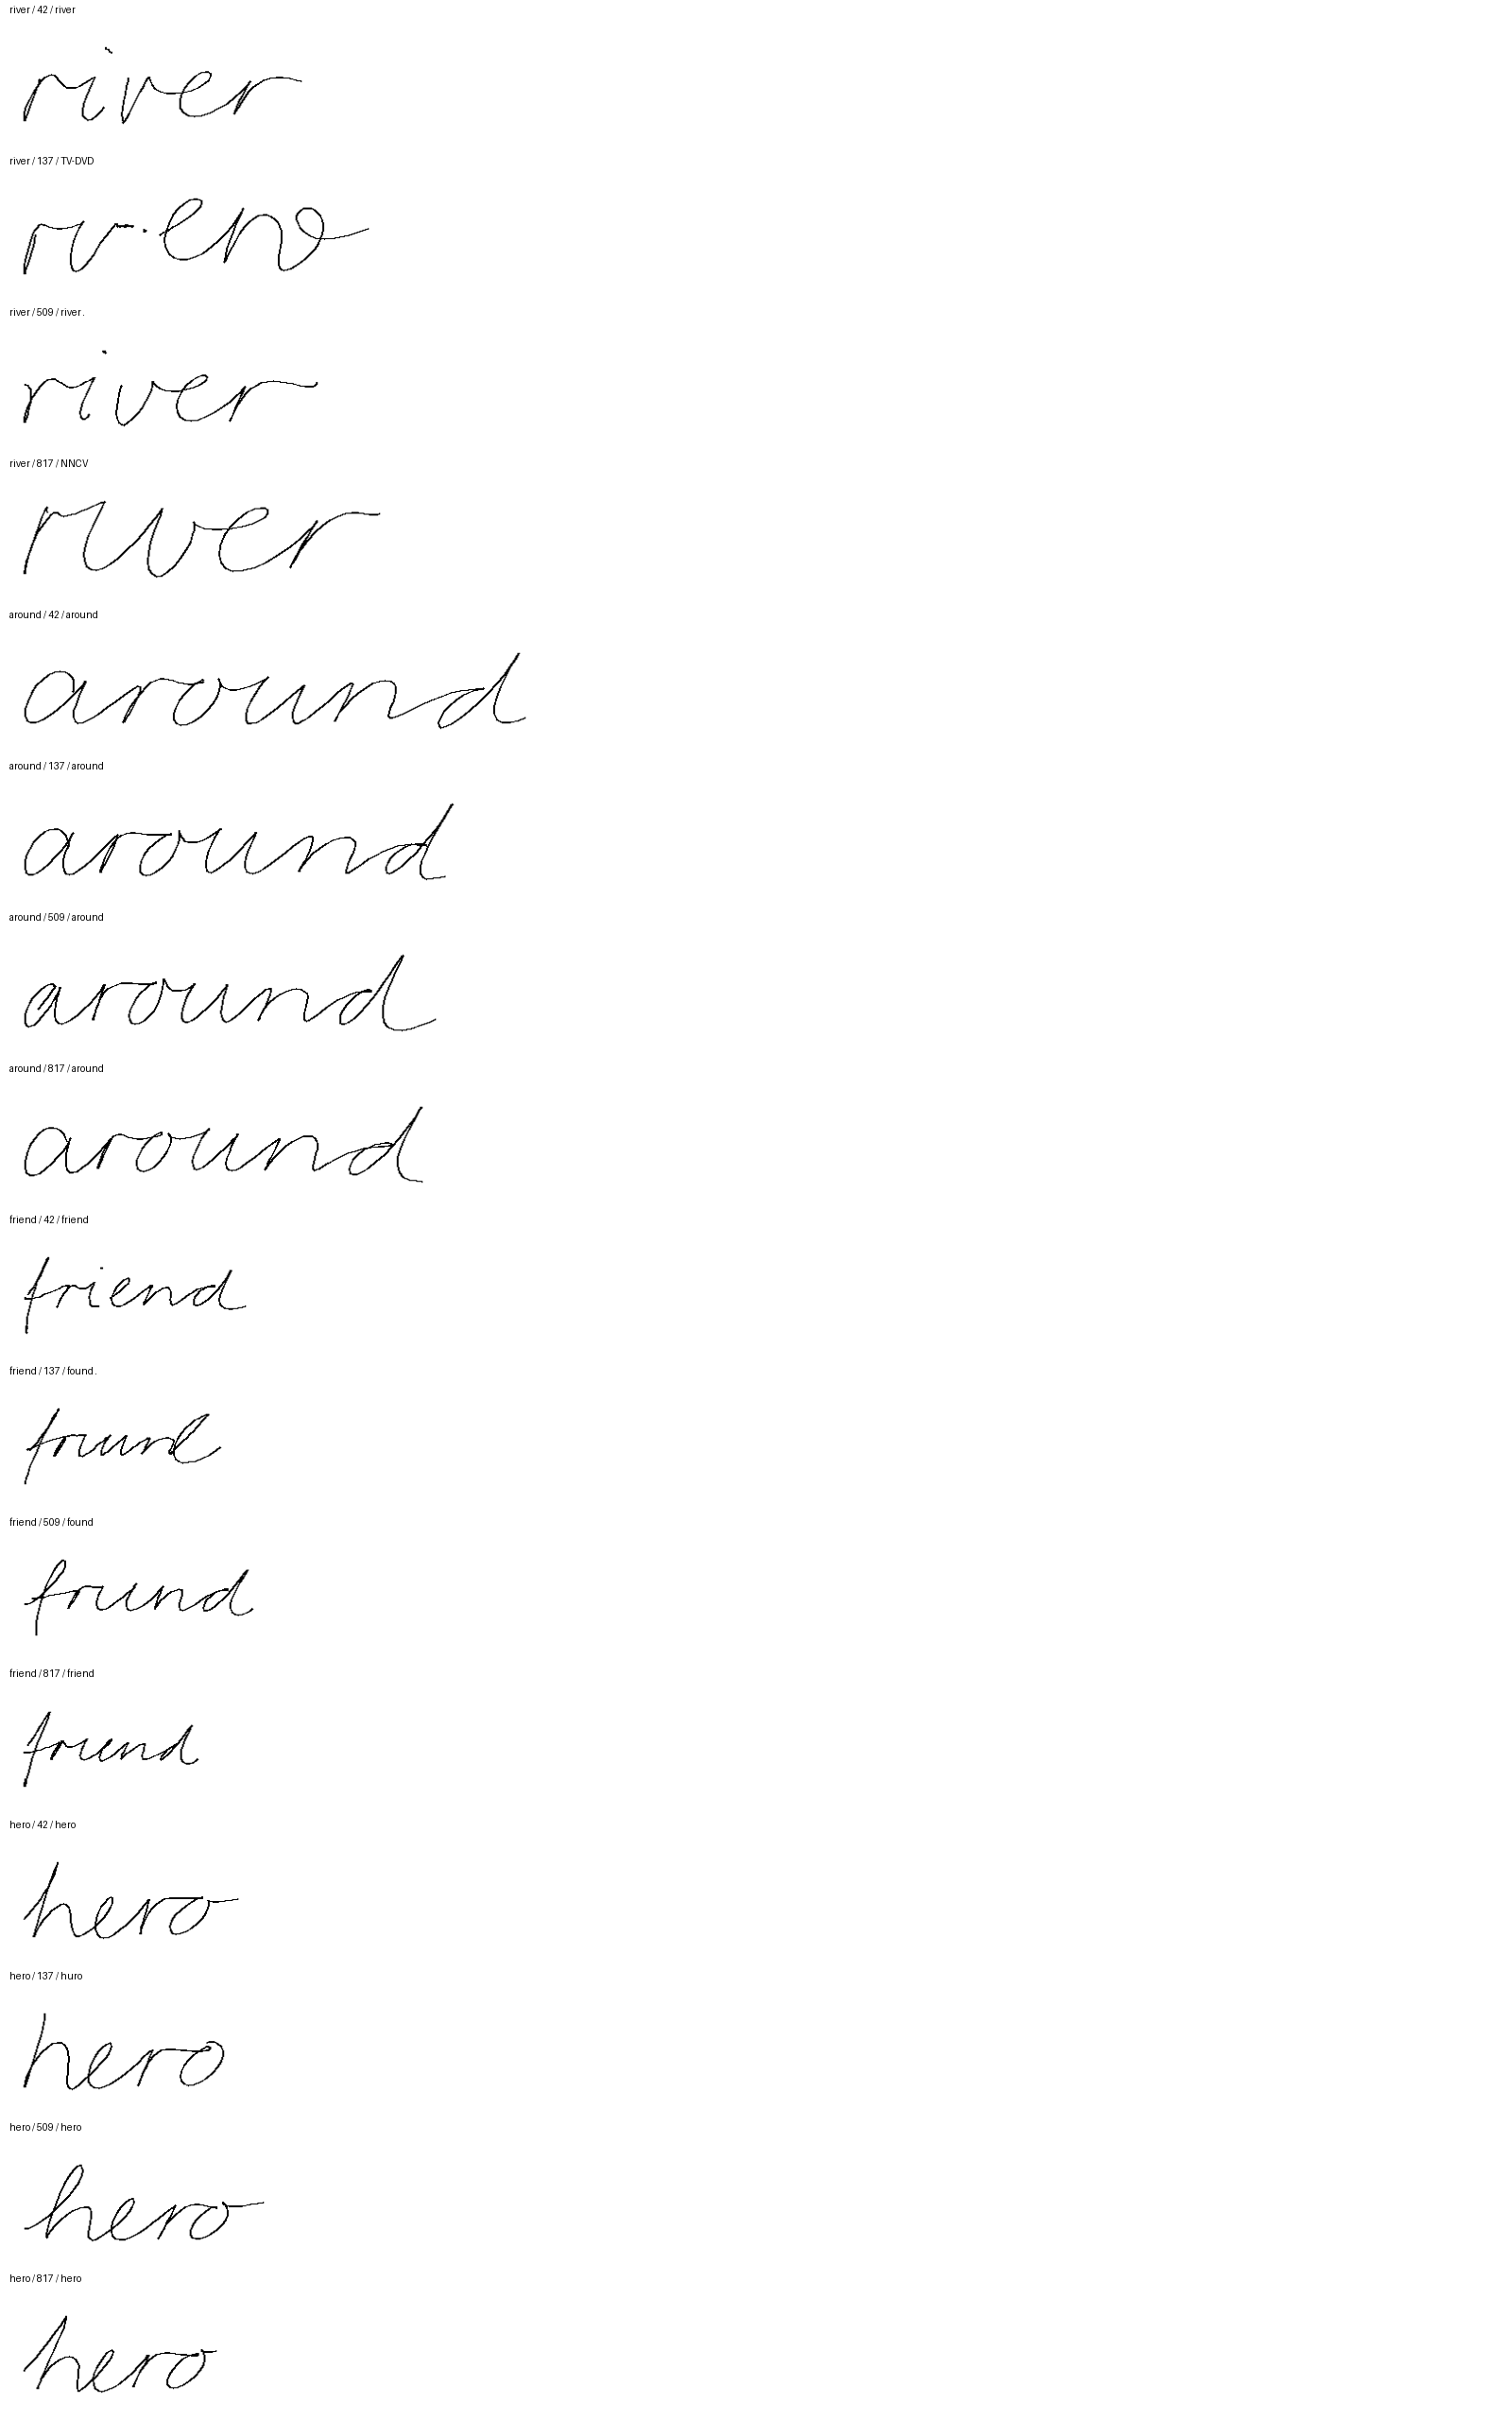 river / 42 / river
river
river / 137 / TV-DVD
river / 509 / river .
river
river / 817 / NNCV
river
around / 42 / around
around
around / 137 / around
around
around / 509 / around
around
around / 817 / around
around
friend / 42 / friend
friend
friend / 137 / found .
friend / 509 / found
frund
friend / 817 / friend
friend
hero / 42 / hero
hero
hero / 137 / huro
hero
hero / 509 / hero
hero
hero / 817 / hero
hero